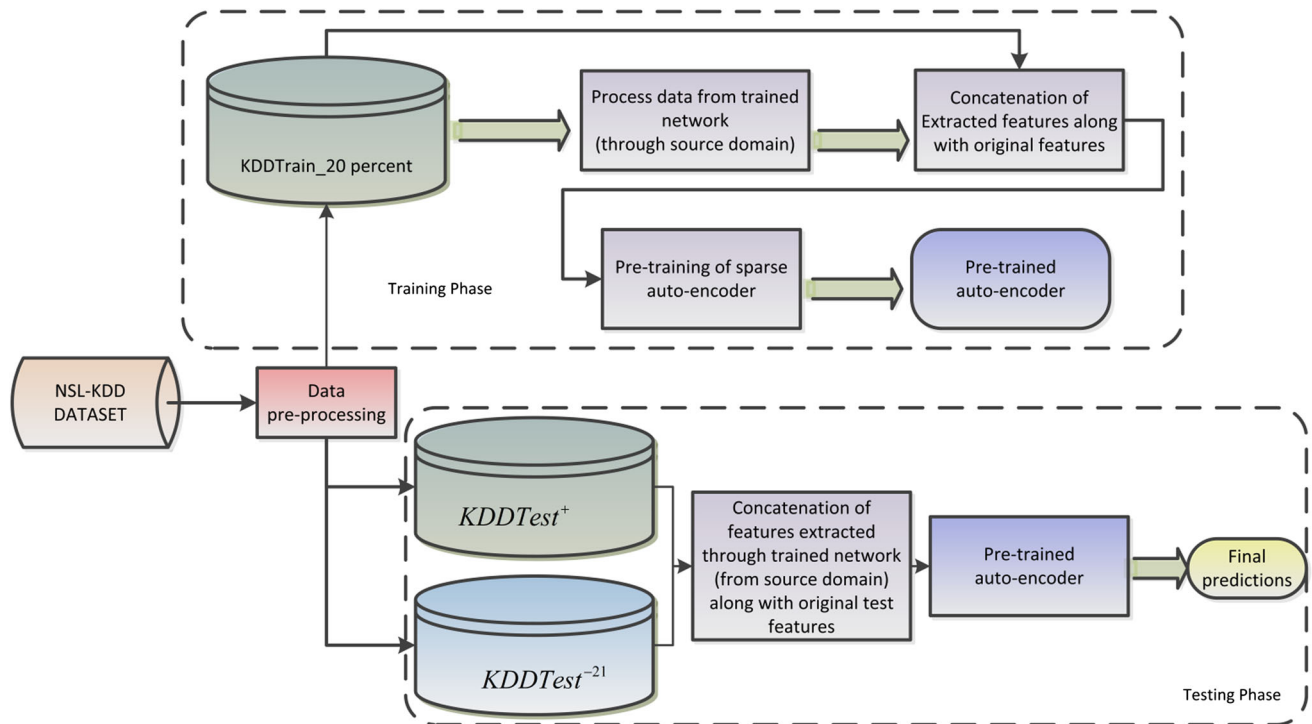 KDDTrain_20 percent
Process data from trained
network
(through source domain)
Concatenation of
Extracted features along
with original features
Pre-training of sparse
auto-encoder
Pre-trained
auto-encoder
Training Phase
NSL-KDD
DATASET
Data
pre-processing
KDDTest⁺
KDDTest⁻²¹
Concatenation of
features extracted
through trained network
(from source domain)
along with original test
features
Pre-trained
auto-encoder
Final
predictions
Testing Phase